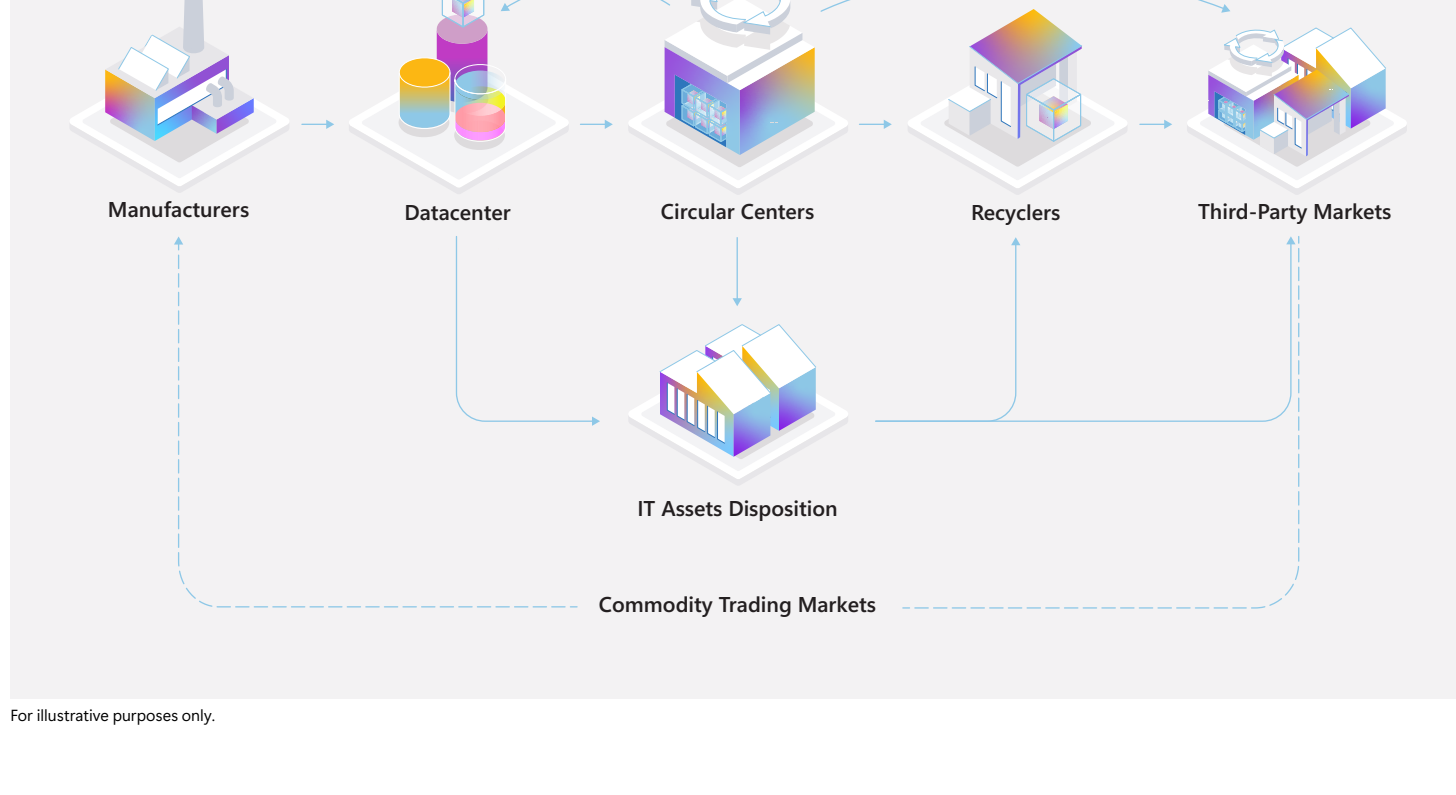 Manufacturers
Datacenter
Circular Centers
Recyclers
Third-Party Markets
IT Assets Disposition
Commodity Trading Markets
For illustrative purposes only.